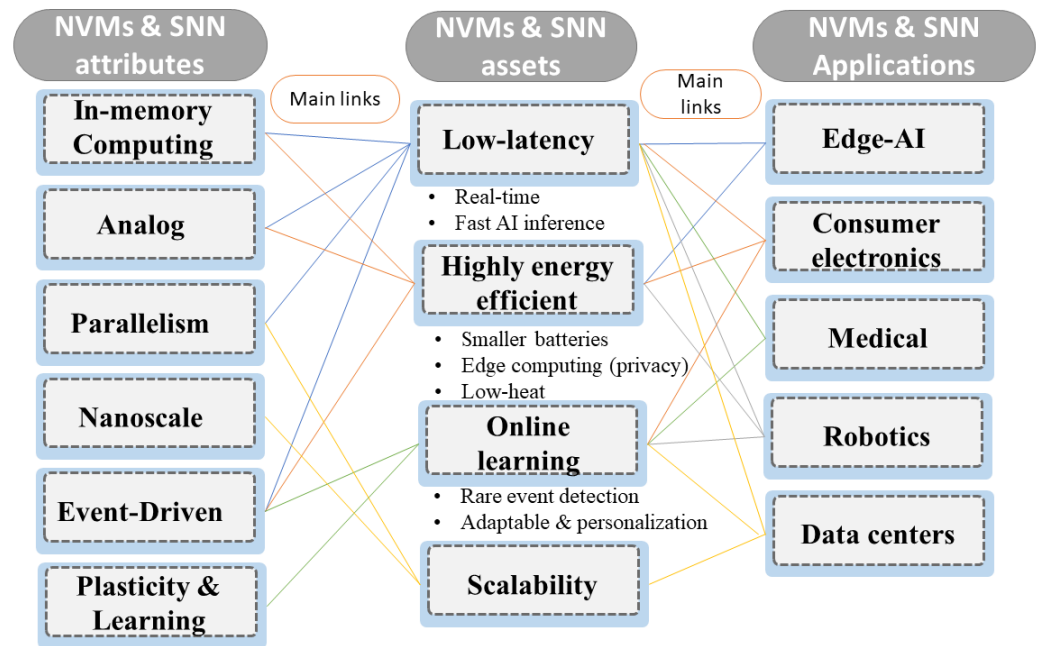 NVMs & SNN
attributes
NVMs & SNN
assets
NVMs & SNN
Applications
Main links
Main
links
In-memory
Computing
Analog
Parallelism
Nanoscale
Event-Driven
Plasticity &
Learning
Low-latency
• Real-time
• Fast AI inference
Highly energy
efficient
• Smaller batteries
• Edge computing (privacy)
• Low-heat
Online
learning
• Rare event detection
• Adaptable & personalization
Scalability
Edge-AI
Consumer
electronics
Medical
Robotics
Data centers